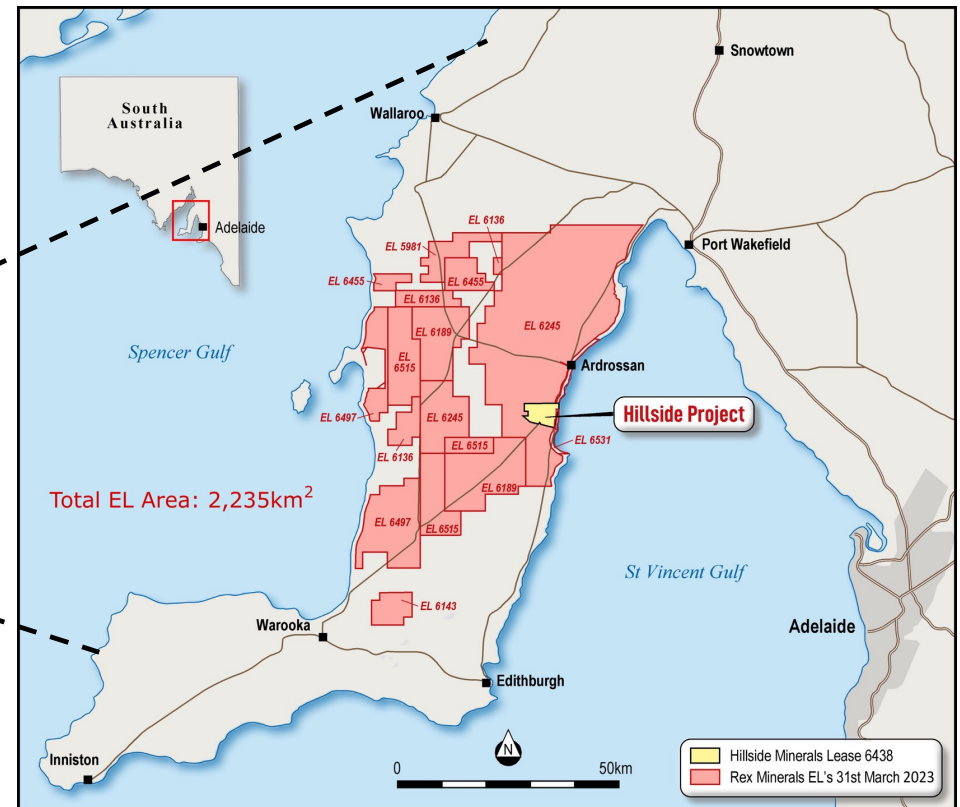 Snowtown
South
Australia
Wallaroo
Adelaide
EL 6136
EL 5981
Port Wakefield
EL 6455
EL 6455
EL 6136
EL 6189
EL 6245
Spencer Gulf
EL
6515
Ardrossan
EL 6497
EL 6245
Hillside Project
EL 6531
EL 6515
EL 6136
EL 6189
Total EL Area: 2,235km²
EL 6497
EL 6515
St Vincent Gulf
EL 6143
Warooka
Adelaide
Edithburgh
N
Inniston
0 50km
Hillside Minerals Lease 6438
Rex Minerals EL's 31st March 2023